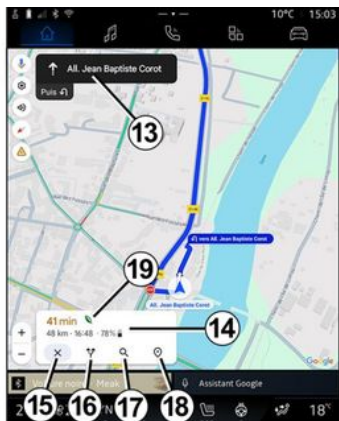 10°C 15:03
All. Jean Baptiste Corot
Puis
13
vers All. Jean Baptiste Corot
19
All. Jean Baptiste Corot
41 min
48 km · 16:48 · 78%
14
Google
Assistant Google
15
16
17
18
18°